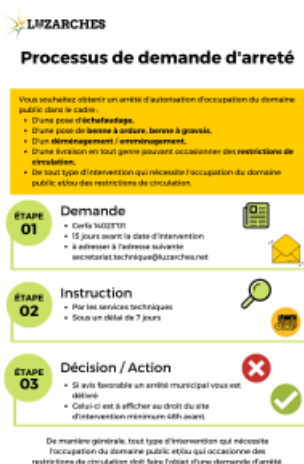 LUZARCHES
Processus de demande d'arreté
Vous souhaitez obtenir un arrêté d'autorisation d'occupation du domaine
public dans le cadre :
• D'une pose d'échafaudage,
• D'une pose de benne à ordure, benne à gravois,
• D'un déménagement / emménagement,
• D'une livraison en tout genre pouvant occasionner des restrictions de
circulation,
• De tout type d'intervention qui nécessite l'occupation du domaine
public et/ou des restrictions de circulation.
ÉTAPE
01
Demande
• Cerfa 14023*01
• 15 jours avant la date d'intervention
• à adresser à l'adresse suivante
secretariat.technique@luzarches.net
ÉTAPE
02
Instruction
• Par les services techniques
• Sous un délai de 7 jours
ÉTAPE
03
Décision / Action
• Si avis favorable un arrêté municipal vous est
délivré
• Celui-ci est à afficher au droit du site
d'intervention minimum 48h avant.
De manière générale, tout type d'intervention qui nécessite
l'occupation du domaine public et/ou qui occasionne des
restrictions de circulation doit faire l'objet d'une demande d'arrêté.